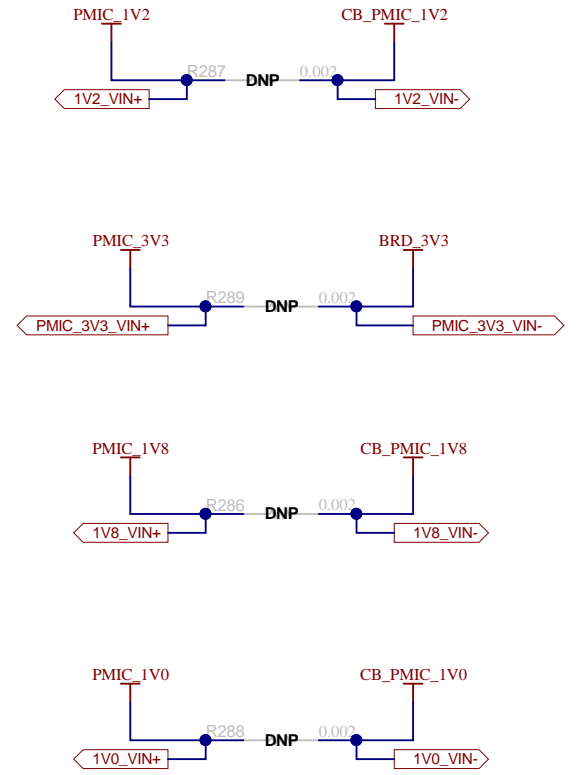 PMIC_1V2 CB_PMIC_1V2
R287 DNP 0.002
1V2_VIN+ 1V2_VIN-
PMIC_3V3 BRD_3V3
R289 DNP 0.002
PMIC_3V3_VIN+ PMIC_3V3_VIN-
PMIC_1V8 CB_PMIC_1V8
R286 DNP 0.002
1V8_VIN+ 1V8_VIN-
PMIC_1V0 CB_PMIC_1V0
R288 DNP 0.002
1V0_VIN+ 1V0_VIN-